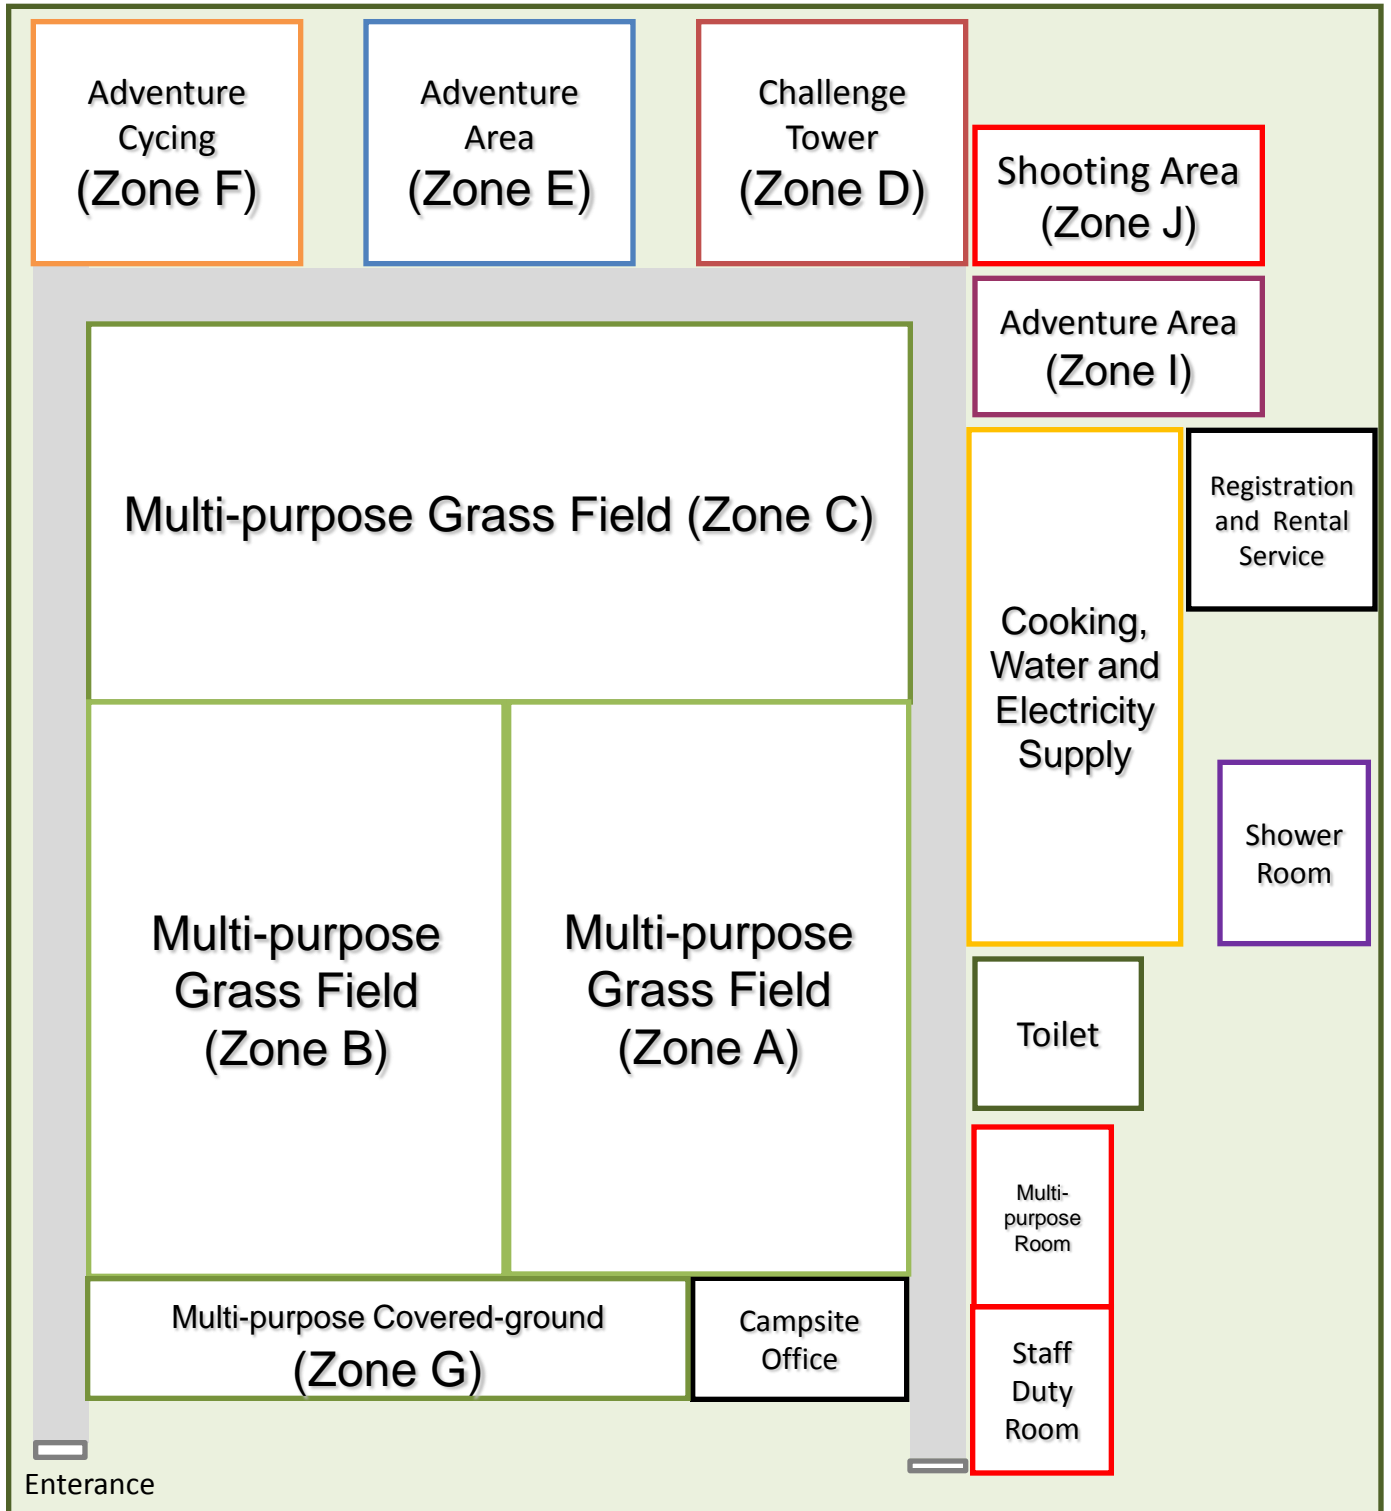 Adventure
Cycing
(Zone F)
Adventure
Area
(Zone E)
Challenge
Tower
(Zone D)
Shooting Area
(Zone J)
Adventure Area
(Zone I)
Multi-purpose Grass Field (Zone C)
Registration
and Rental
Service
Cooking,
Water and
Electricity
Supply
Shower
Room
Multi-purpose
Grass Field
(Zone B)
Multi-purpose
Grass Field
(Zone A)
Toilet
Multi-
purpose
Room
Multi-purpose Covered-ground
(Zone G)
Campsite
Office
Staff
Duty
Room
Enterance